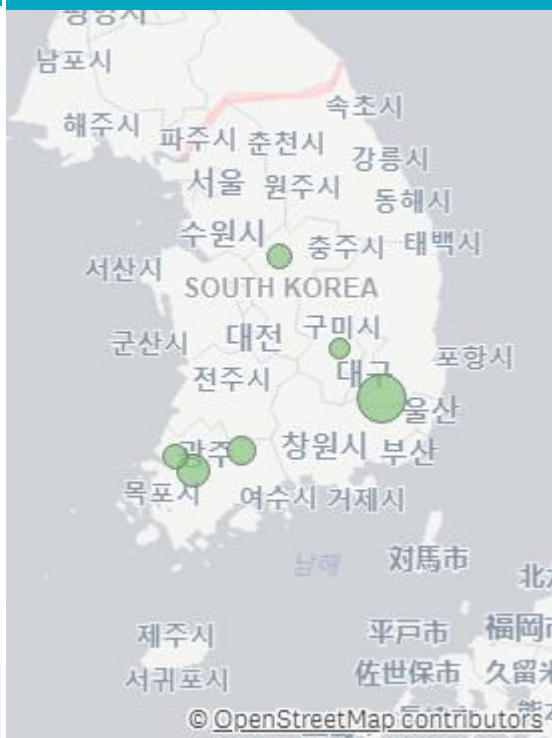 평양시
남포시
속초시
해주시
파주시
춘천시
강릉시
서울
원주시
동해시
수원시
충주시
태백시
서산시
SOUTH KOREA
구미시
군산시
대전
포항시
대구
전주시
울산
광주
창원시
부산
목포시
여수시
거제시
남해
対馬市
제주시
平戸市
福岡市
서귀포시
佐世保市
久留米
© OpenStreetMap contributors